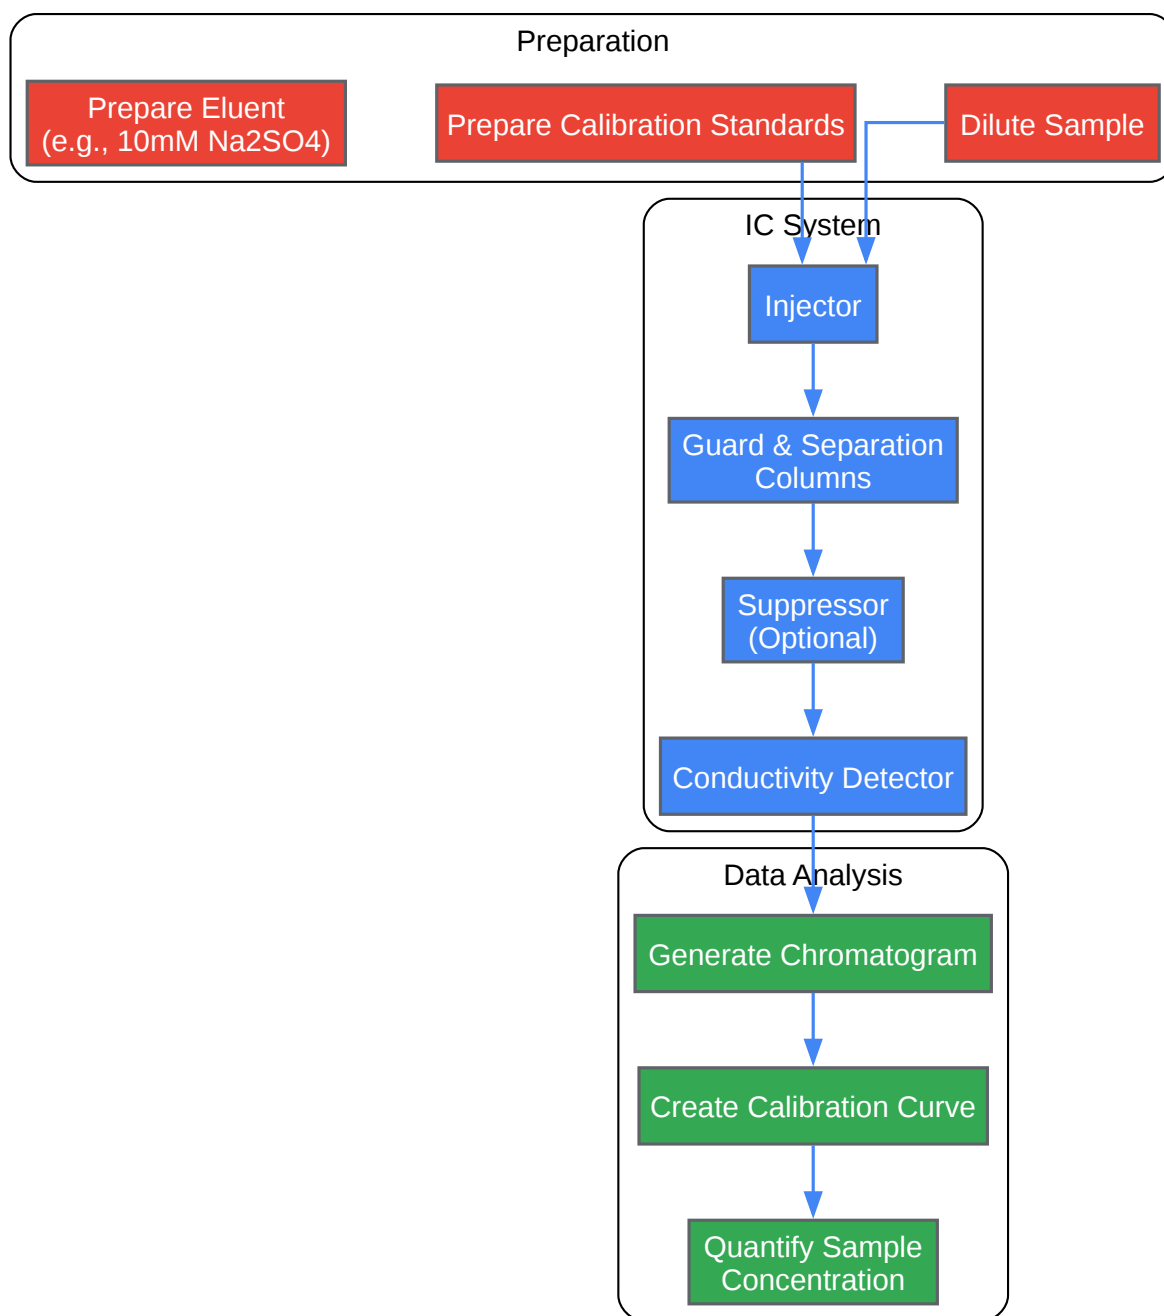 Preparation
Prepare Eluent
(e.g., 10mM Na2SO4)
Prepare Calibration Standards
Dilute Sample
IC System
Injector
Guard & Separation
Columns
Suppressor
(Optional)
Conductivity Detector
Data Analysis
Generate Chromatogram
Create Calibration Curve
Quantify Sample
Concentration